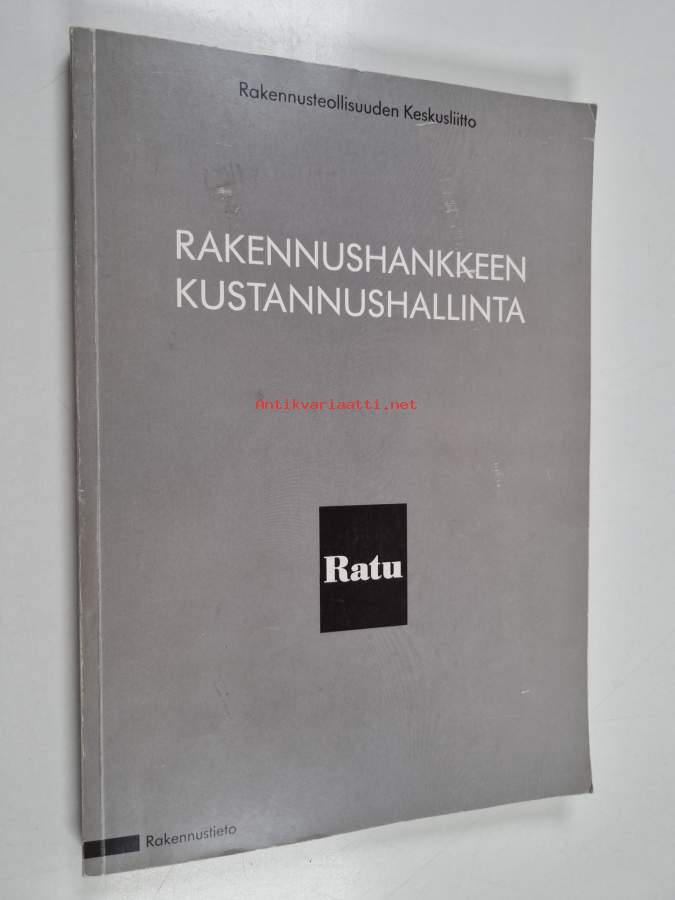 Rakennusteollisuuden Keskusliitto
RAKENNUSHANKKEEN
KUSTANNUSHALLINTA
Antikvariaatti.net
Ratu
Rakennustieto